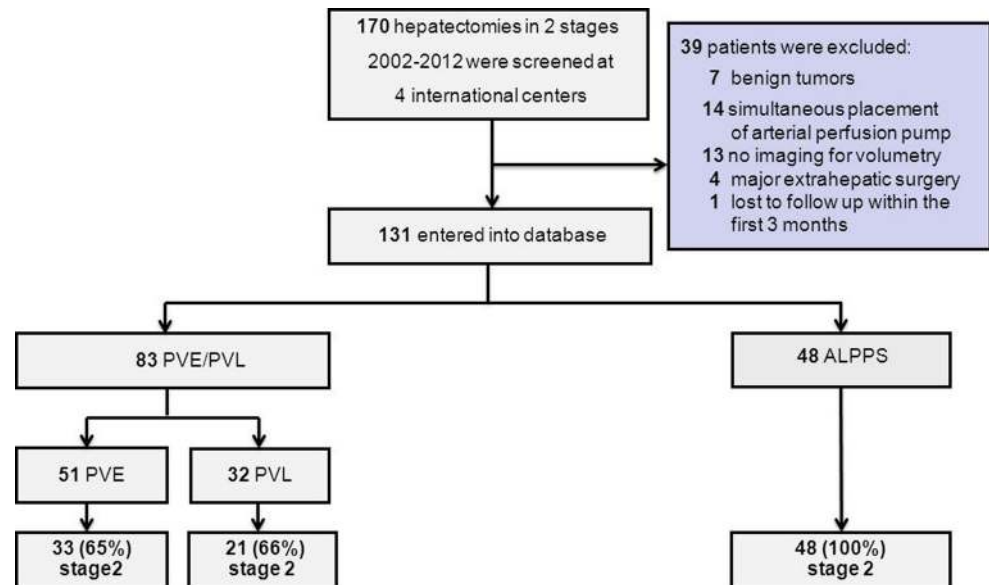 170 hepatectomies in 2 stages
2002-2012 were screened at
4 international centers
39 patients were excluded:
7 benign tumors
14 simultaneous placement
of arterial perfusion pump
13 no imaging for volumetry
4 major extrahepatic surgery
1 lost to follow up within the
first 3 months
131 entered into database
83 PVE/PVL
48 ALPPS
51 PVE
32 PVL
33 (65%)
stage2
21 (66%)
stage 2
48 (100%)
stage 2